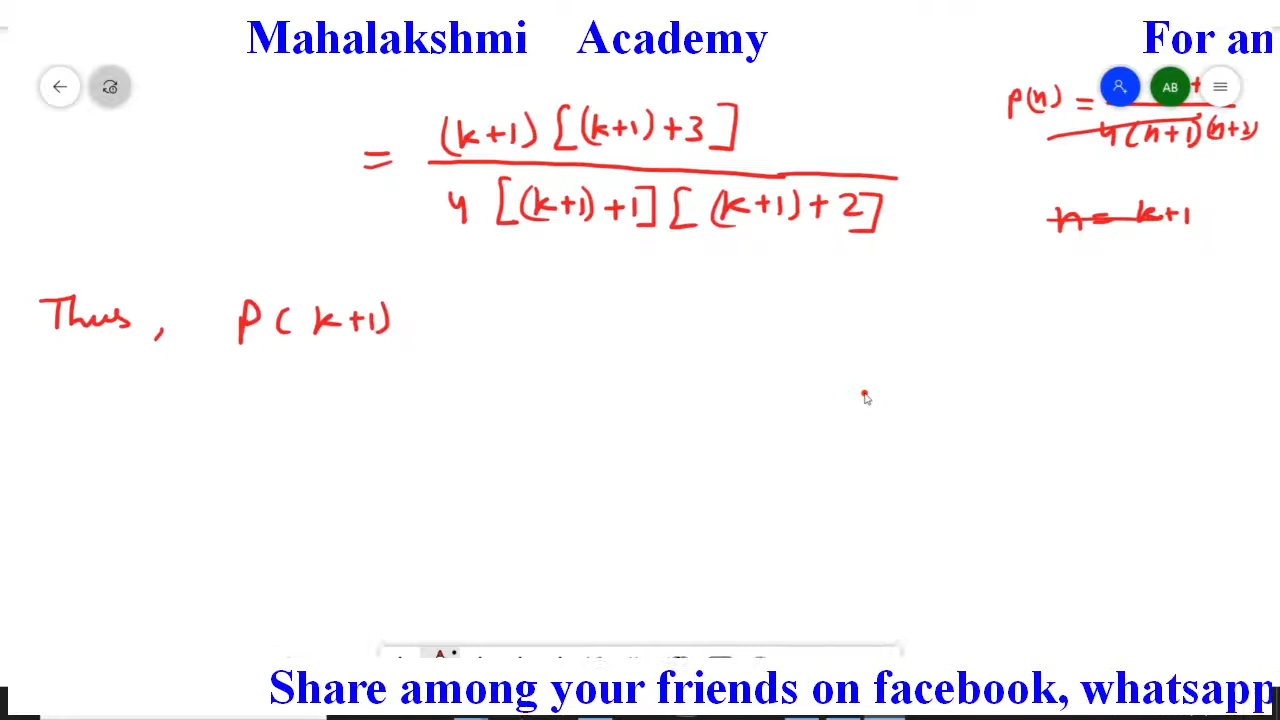 Mahalakshmi Academy For an
AB
P(n) = 4(n+1)(n+2)
= (k+1)[(k+1)+3]
4[(k+1)+1][(k+1)+2]
n = k+1
Thus, P(k+1)
Share among your friends on facebook, whatsapp